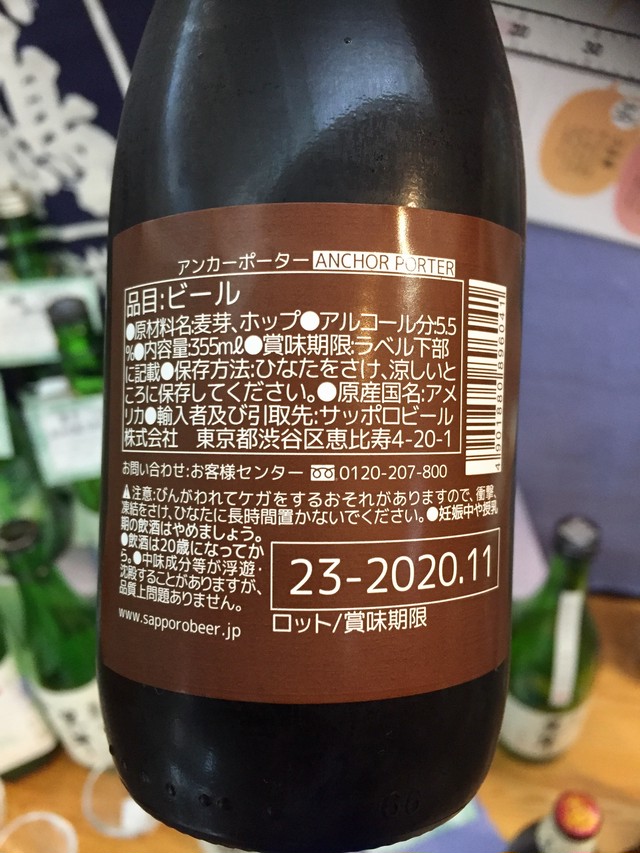 アンカーポーター ANCHOR PORTER
品目:ビール
●原材料名:麦芽、ホップ●アルコール分:5.5
%●内容量:355mℓ●賞味期限:ラベル下部
に記載●保存方法:ひなたをさけ、涼しいと
ころに保存してください。●原産国名:アメ
リカ●輸入者及び引取先:サッポロビール
株式会社 東京都渋谷区恵比寿4-20-1
4 901880 896041
お問い合わせ:お客様センター 0120-207-800
⚠注意:びんがわれてケガをするおそれがありますので、衝撃、
凍結をさけ、ひなたに長時間置かないでください。●妊娠中や授乳
期の飲酒はやめましょう。
●飲酒は20歳になってか
ら。●中味成分等が浮遊・
沈殿することがありますが、
品質上問題ありません。
www.sapporobeer.jp
23-2020.11
ロット/賞味期限